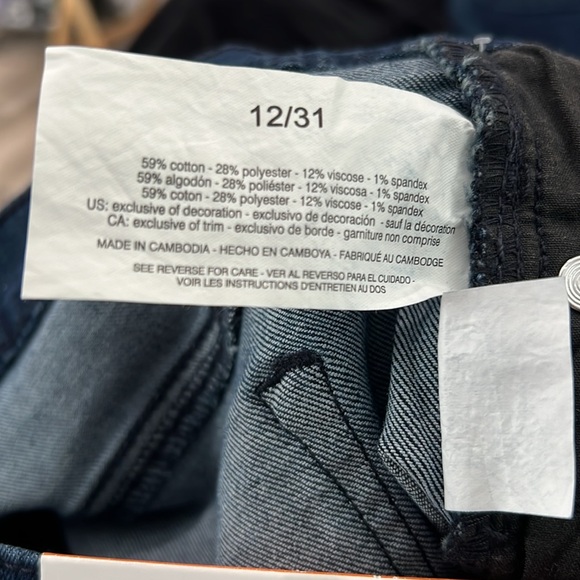 12/31
59% cotton - 28% polyester - 12% viscose - 1% spandex
59% algodón - 28% poliéster - 12% viscosa - 1% spandex
59% coton - 28% polyester - 12% viscose - 1% spandex
US: exclusive of decoration - exclusivo de decoración - sauf la décoration
CA: exclusive of trim - exclusivo de borde - garniture non comprise
MADE IN CAMBODIA - HECHO EN CAMBOYA - FABRIQUÉ AU CAMBODGE
SEE REVERSE FOR CARE - VER AL REVERSO PARA EL CUIDADO -
VOIR LES INSTRUCTIONS D'ENTRETIEN AU DOS